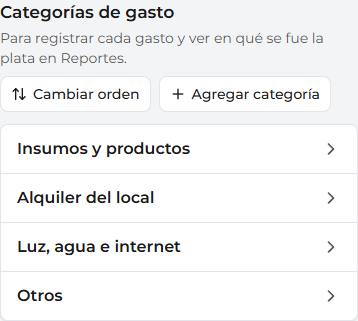 Categorías de gasto
Para registrar cada gasto y ver en qué se fue la
plata en Reportes.
Cambiar orden
Agregar categoría
Insumos y productos
Alquiler del local
Luz, agua e internet
Otros